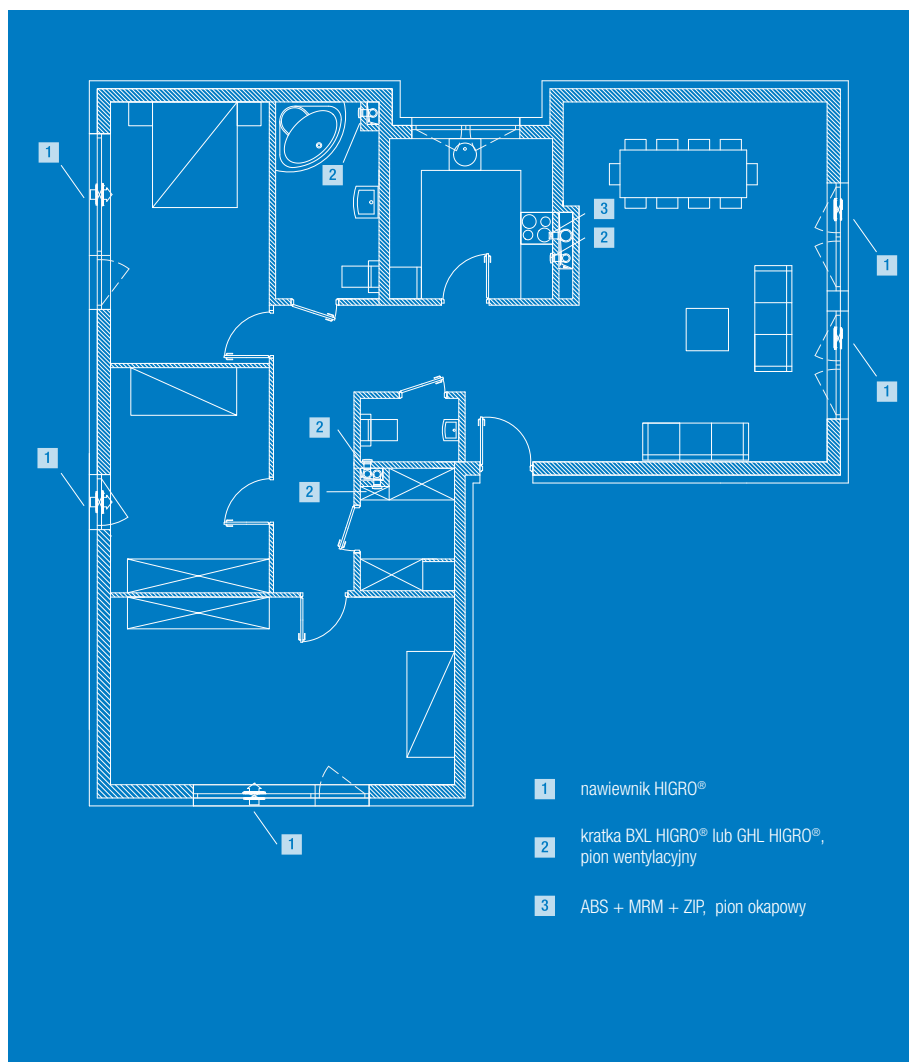 1
2
3
2
1
1
2
1
2
1
1 nawiewnik HIGRO®
2 kratka BXL HIGRO® lub GHL HIGRO®,
pion wentylacyjny
3 ABS + MRM + ZIP, pion okapowy